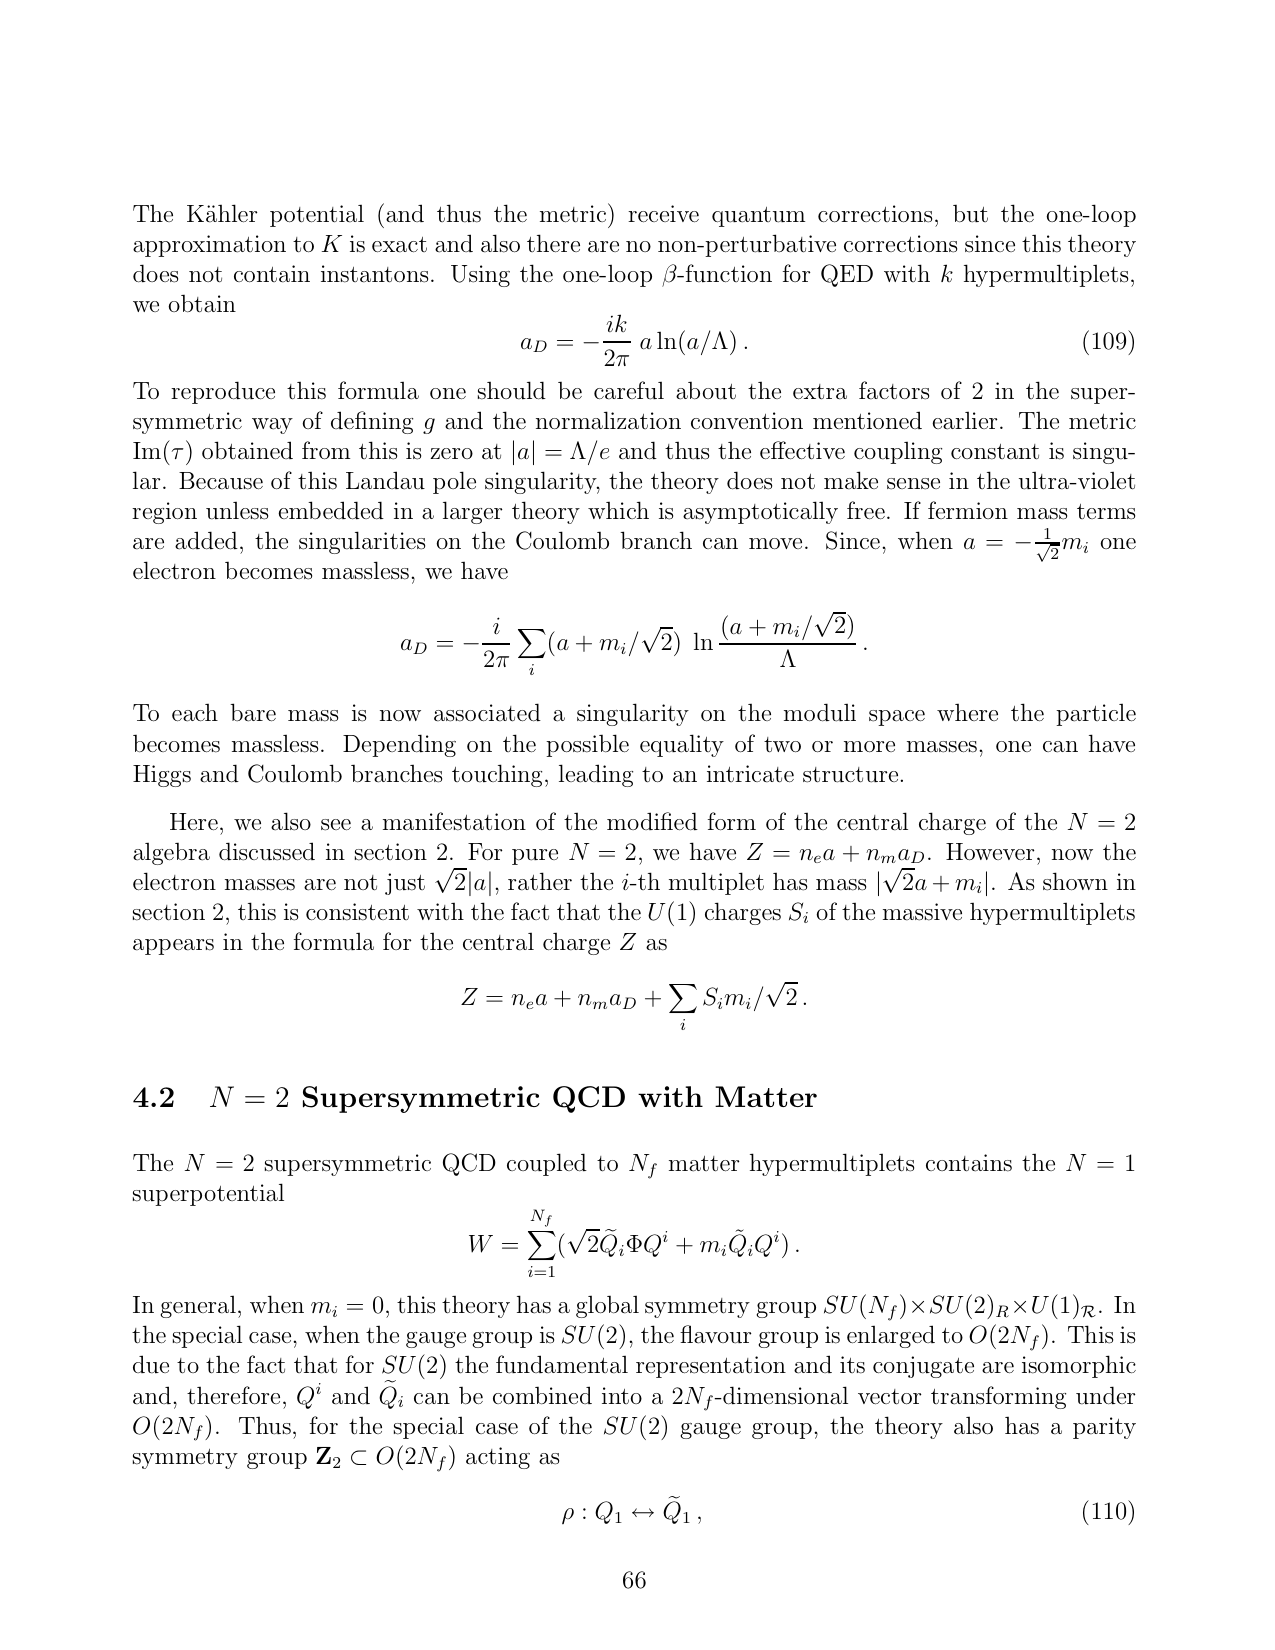 The Kähler potential (and thus the metric) receive quantum corrections, but the one-loop
approximation to K is exact and also there are no non-perturbative corrections since this theory
does not contain instantons. Using the one-loop β-function for QED with k hypermultiplets,
we obtain
a_D = −\frac{ik}{2π} a ln(a/Λ) . (109)
To reproduce this formula one should be careful about the extra factors of 2 in the super-
symmetric way of defining g and the normalization convention mentioned earlier. The metric
Im(τ) obtained from this is zero at |a| = Λ/e and thus the effective coupling constant is singu-
lar. Because of this Landau pole singularity, the theory does not make sense in the ultra-violet
region unless embedded in a larger theory which is asymptotically free. If fermion mass terms
are added, the singularities on the Coulomb branch can move. Since, when a = −\frac{1}{√2}m_i one
electron becomes massless, we have
a_D = −\frac{i}{2π} \sum_i (a + m_i/√2) ln \frac{(a + m_i/√2)}{Λ} .
To each bare mass is now associated a singularity on the moduli space where the particle
becomes massless. Depending on the possible equality of two or more masses, one can have
Higgs and Coulomb branches touching, leading to an intricate structure.
Here, we also see a manifestation of the modified form of the central charge of the N = 2
algebra discussed in section 2. For pure N = 2, we have Z = n_e a + n_m a_D. However, now the
electron masses are not just √2|a|, rather the i-th multiplet has mass |√2a + m_i|. As shown in
section 2, this is consistent with the fact that the U(1) charges S_i of the massive hypermultiplets
appears in the formula for the central charge Z as
Z = n_e a + n_m a_D + \sum_i S_i m_i/√2 .
4.2 N = 2 Supersymmetric QCD with Matter
The N = 2 supersymmetric QCD coupled to N_f matter hypermultiplets contains the N = 1
superpotential
W = \sum_{i=1}^{N_f} (√2\widetilde{Q}_iΦQ^i + m_i\tilde{Q}_iQ^i) .
In general, when m_i = 0, this theory has a global symmetry group SU(N_f)×SU(2)_R×U(1)_ℛ. In
the special case, when the gauge group is SU(2), the flavour group is enlarged to O(2N_f). This is
due to the fact that for SU(2) the fundamental representation and its conjugate are isomorphic
and, therefore, Q^i and \widetilde{Q}_i can be combined into a 2N_f-dimensional vector transforming under
O(2N_f). Thus, for the special case of the SU(2) gauge group, the theory also has a parity
symmetry group Z_2 ⊂ O(2N_f) acting as
ρ : Q_1 ↔ \widetilde{Q}_1 , (110)
66